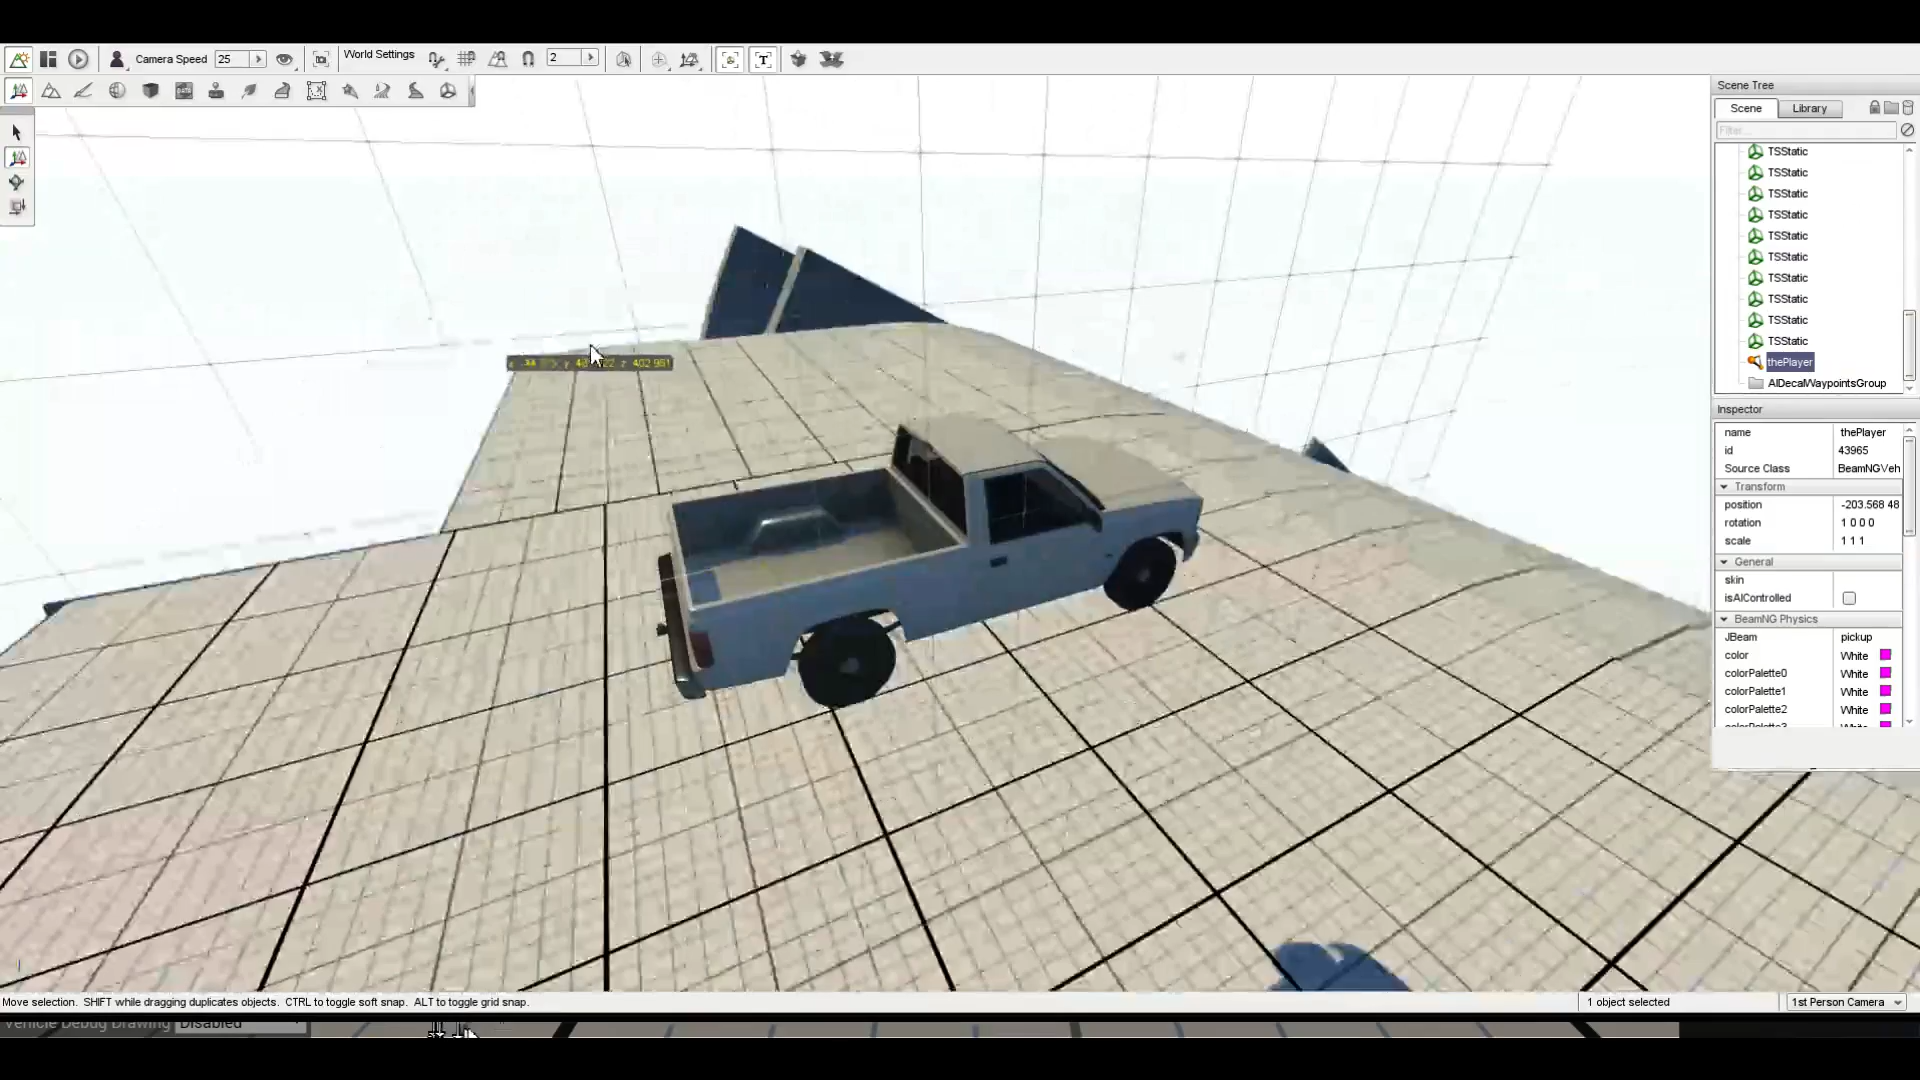 Camera Speed 25 World Settings 2
T
Scene Tree
Scene Library
Filter...
TSStatic
TSStatic
TSStatic
TSStatic
TSStatic
TSStatic
TSStatic
TSStatic
TSStatic
TSStatic
thePlayer
AIDecalWaypointsGroup
Inspector
name thePlayer
id 43965
Source Class BeamNGVeh
Transform
position -203.568 48
rotation 1 0 0 0
scale 1 1 1
General
skin
isAIControlled
BeamNG Physics
JBeam pickup
color White
colorPalette0 White
colorPalette1 White
colorPalette2 White
z 402.961
Move selection. SHIFT while dragging duplicates objects. CTRL to toggle soft snap. ALT to toggle grid snap.
1 object selected
1st Person Camera
Vehicle Debug Drawing Disabled